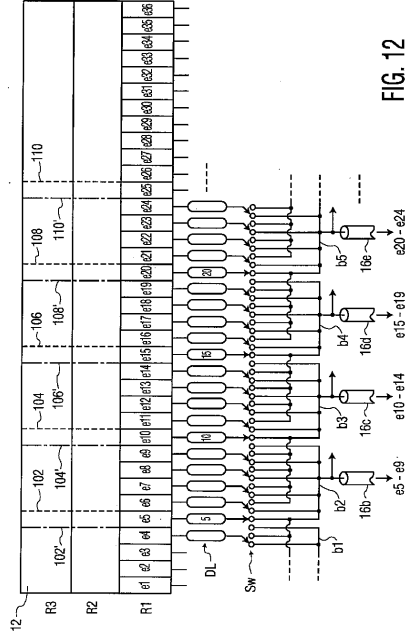 12
102'
102
104'
104
106'
106
108'
108
110'
110
R3
R2
R1
e1 e2 e3 e4 e5 e6 e7 e8 e9 e10 e11 e12 e13 e14 e15 e16 e17 e18 e19 e20 e21 e22 e23 e24 e25 e26 e27 e28 e29 e30 e31 e32 e33 e34 e35 e36
DL
5 10 15 20
Sw
b1 b2 b3 b4 b5
16b 16c 16d 16e
e5 - e9 e10 - e14 e15 - e19 e20 - e24
FIG. 12